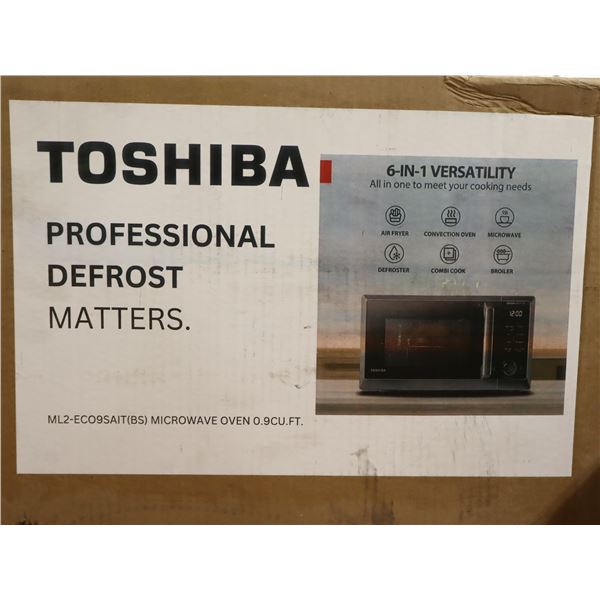 TOSHIBA
PROFESSIONAL
DEFROST
MATTERS.
ML2-ECO9SAIT(BS) MICROWAVE OVEN 0.9CU.FT.
6-IN-1 VERSATILITY
All in one to meet your cooking needs
AIR FRYER CONVECTION OVEN MICROWAVE
DEFROSTER COMBI COOK BROILER
12:00
TOSHIBA